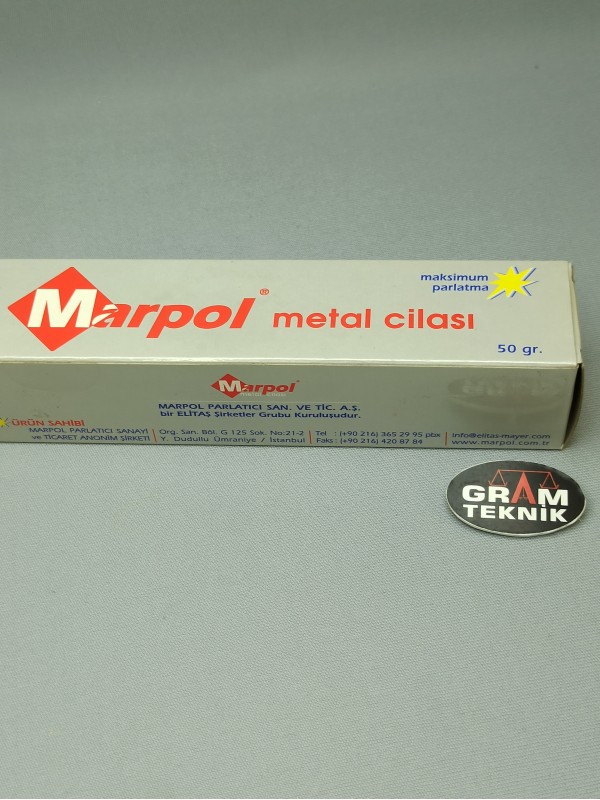 maksimum
parlatma
Marpol® metal cilası
50 gr.
Marpol®
MARPOL PARLATICI SAN. VE TİC. A.Ş.
bir ELİTAŞ Şirketler Grubu Kuruluşudur.
ÜRÜN SAHİBİ
MARPOL PARLATICI SANAYİ
ve TİCARET ANONİM ŞİRKETİ
Org. San. Böl. G 125 Sok. No:21-2
Y. Dudullu Ümraniye / İstanbul
Tel : (+90 216) 365 29 95 pbx
Faks : (+90 216) 420 87 84
info@elitas-mayer.com
www.marpol.com.tr
GRAM
TEKNİK